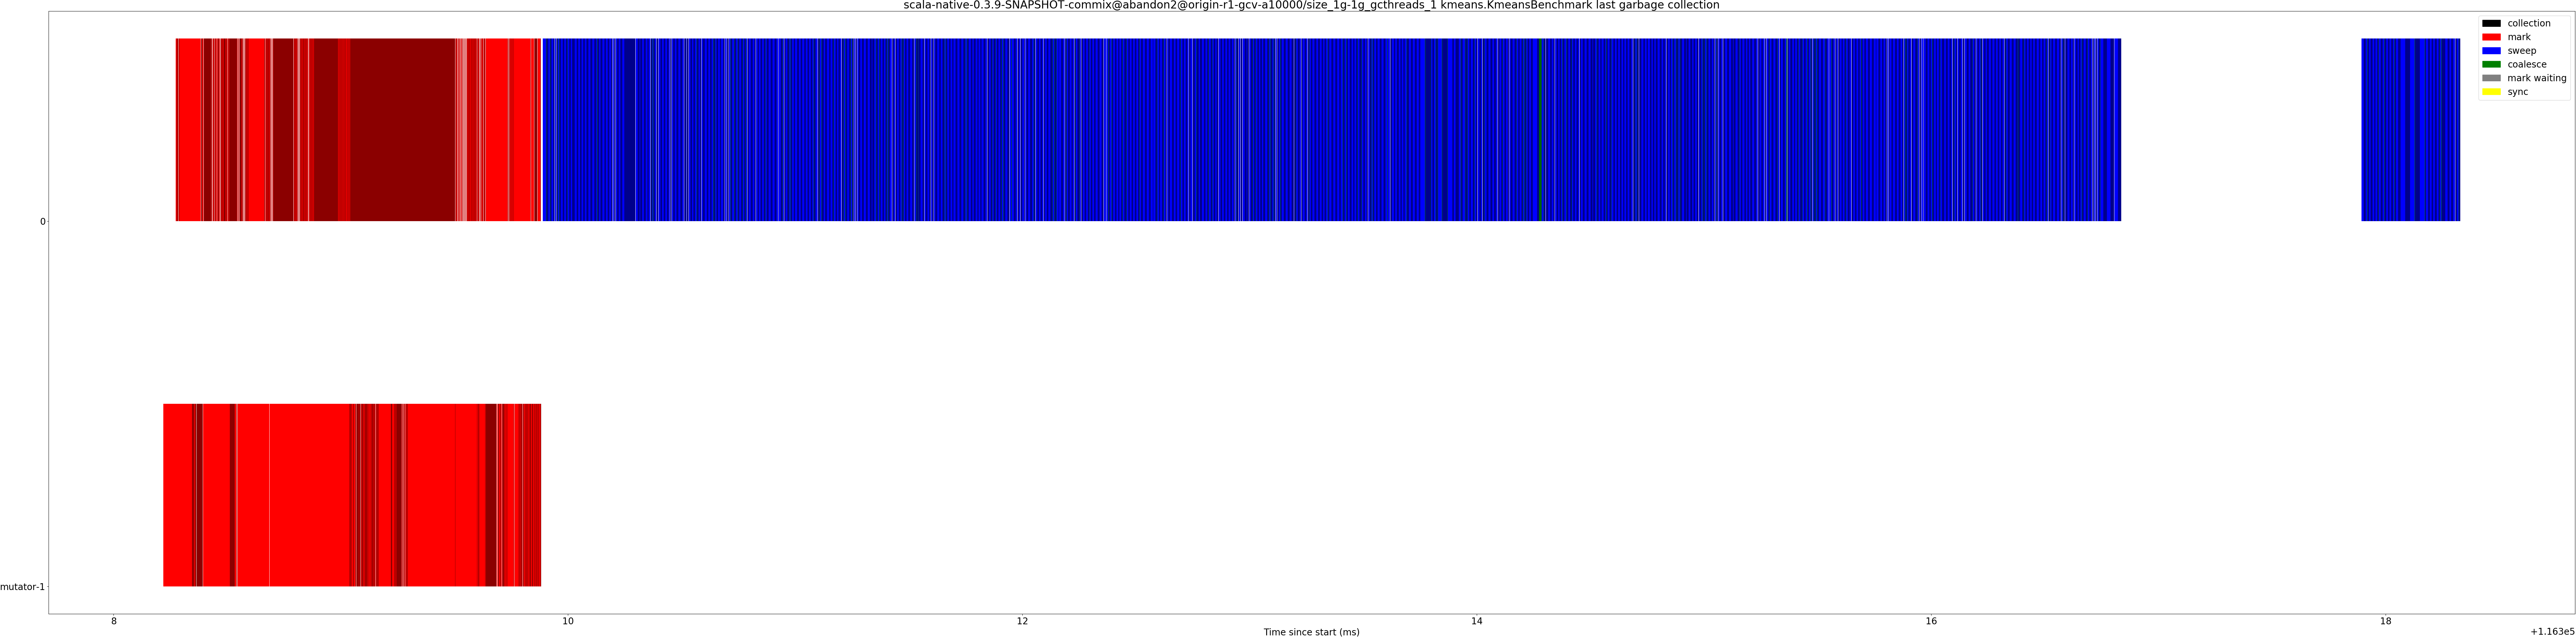 scala-native-0.3.9-SNAPSHOT-commix@abandon2@origin-r1-gcv-a10000/size_1g-1g_gcthreads_1 kmeans.KmeansBenchmark last garbage collection
collection
mark
sweep
coalesce
mark waiting
sync
0
mutator-1
8
10
12
14
16
18
Time since start (ms)
+1.163e5